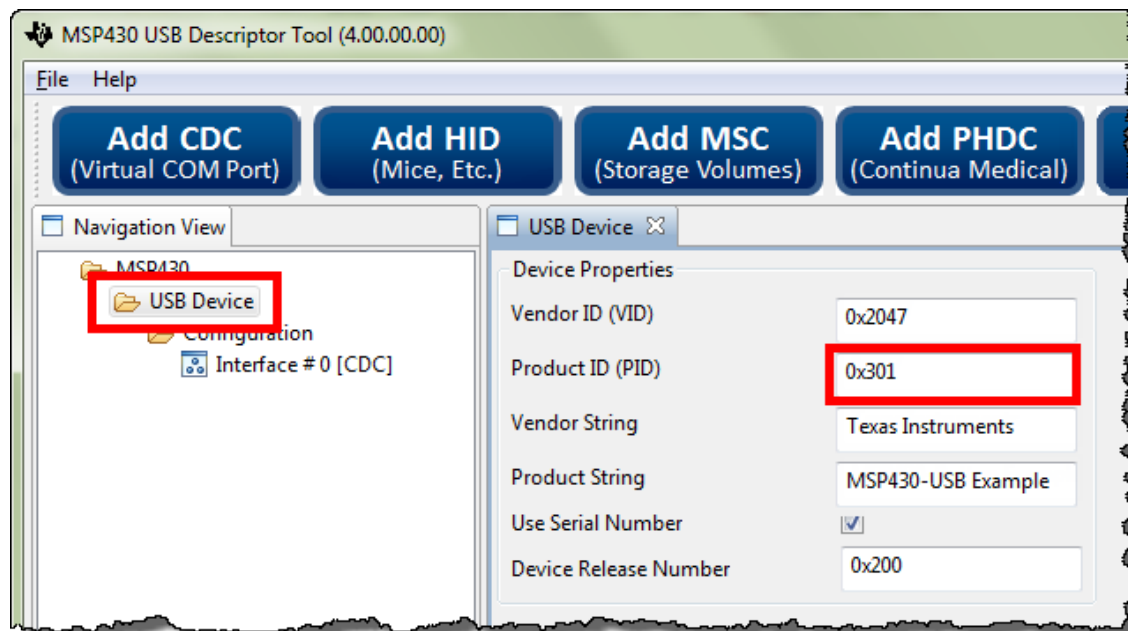 MSP430 USB Descriptor Tool (4.00.00.00)
File Help
Add CDC
(Virtual COM Port)
Add HID
(Mice, Etc.)
Add MSC
(Storage Volumes)
Add PHDC
(Continua Medical)
Navigation View
MSP430
USB Device
Configuration
Interface # 0 [CDC]
USB Device
Device Properties
Vendor ID (VID) 0x2047
Product ID (PID) 0x301
Vendor String Texas Instruments
Product String MSP430-USB Example
Use Serial Number
Device Release Number 0x200